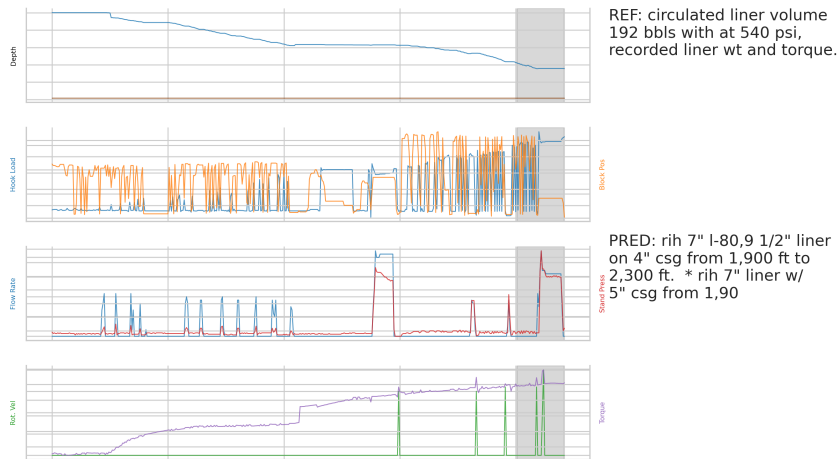 Depth
REF: circulated liner volume
192 bbls with at 540 psi,
recorded liner wt and torque.
Hook Load
Block Pos
Flow Rate
Stand Press
PRED: rih 7" l-80,9 1/2" liner
on 4" csg from 1,900 ft to
2,300 ft.  * rih 7" liner w/
5" csg from 1,90
Rot. Vel
Torque